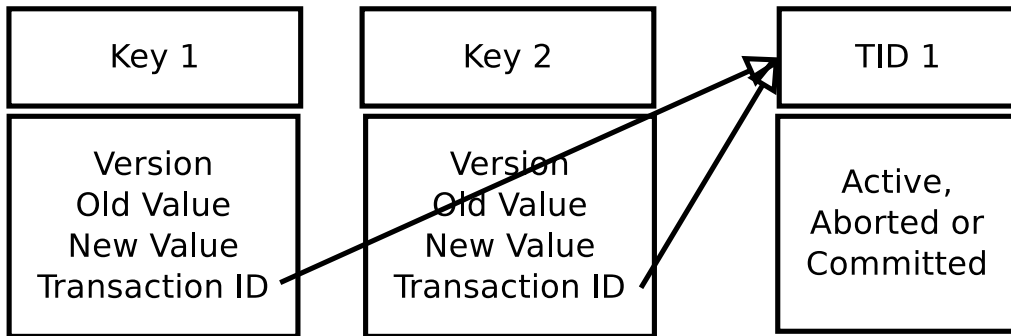 Key 1
Version
Old Value
New Value
Transaction ID
Key 2
Version
Old Value
New Value
Transaction ID
TID 1
Active,
Aborted or
Committed